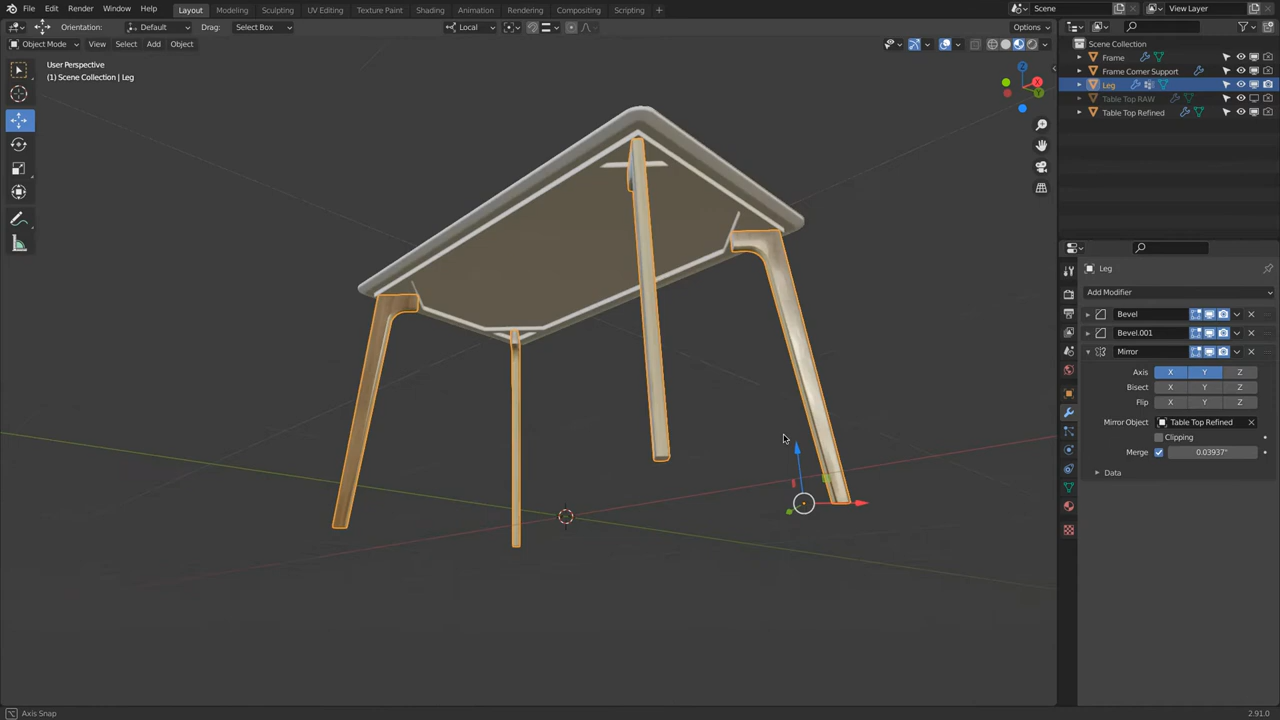 File Edit Render Window Help Layout Modeling Sculpting UV Editing Texture Paint Shading Animation Rendering Compositing Scripting + Scene View Layer
Orientation: Default Drag: Select Box Local Options
Object Mode View Select Add Object
User Perspective
(1) Scene Collection | Leg
Z
X
Y
Scene Collection
Frame
Frame Corner Support
Leg
Table Top RAW
Table Top Refined
Leg
Add Modifier
Bevel
Bevel.001
Mirror
Axis X Y Z
Bisect X Y Z
Flip X Y Z
Mirror Object Table Top Refined
Clipping
Merge 0.03937"
Data
Axis Snap 2.91.0